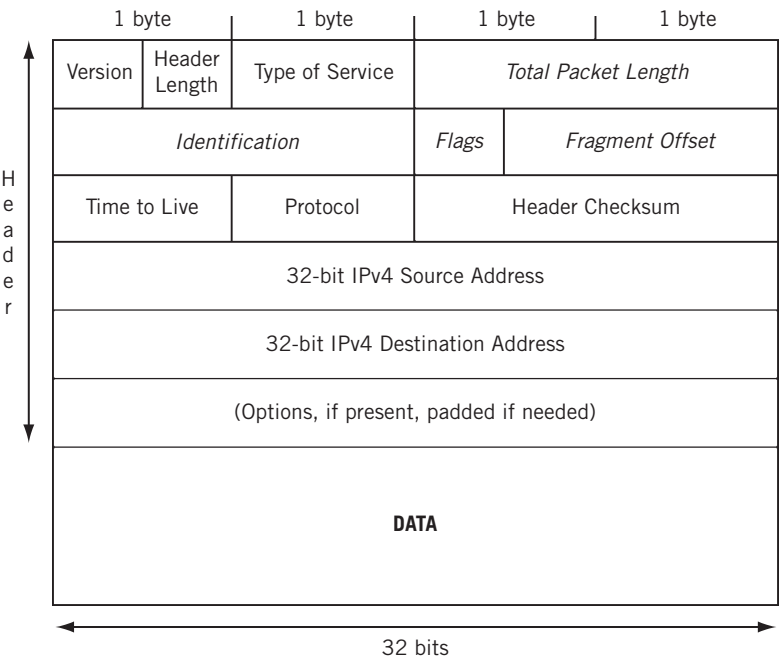 1 byte 1 byte 1 byte 1 byte
Version Header Length Type of Service Total Packet Length
Identification Flags Fragment Offset
Time to Live Protocol Header Checksum
32-bit IPv4 Source Address
32-bit IPv4 Destination Address
(Options, if present, padded if needed)
Header
DATA
32 bits